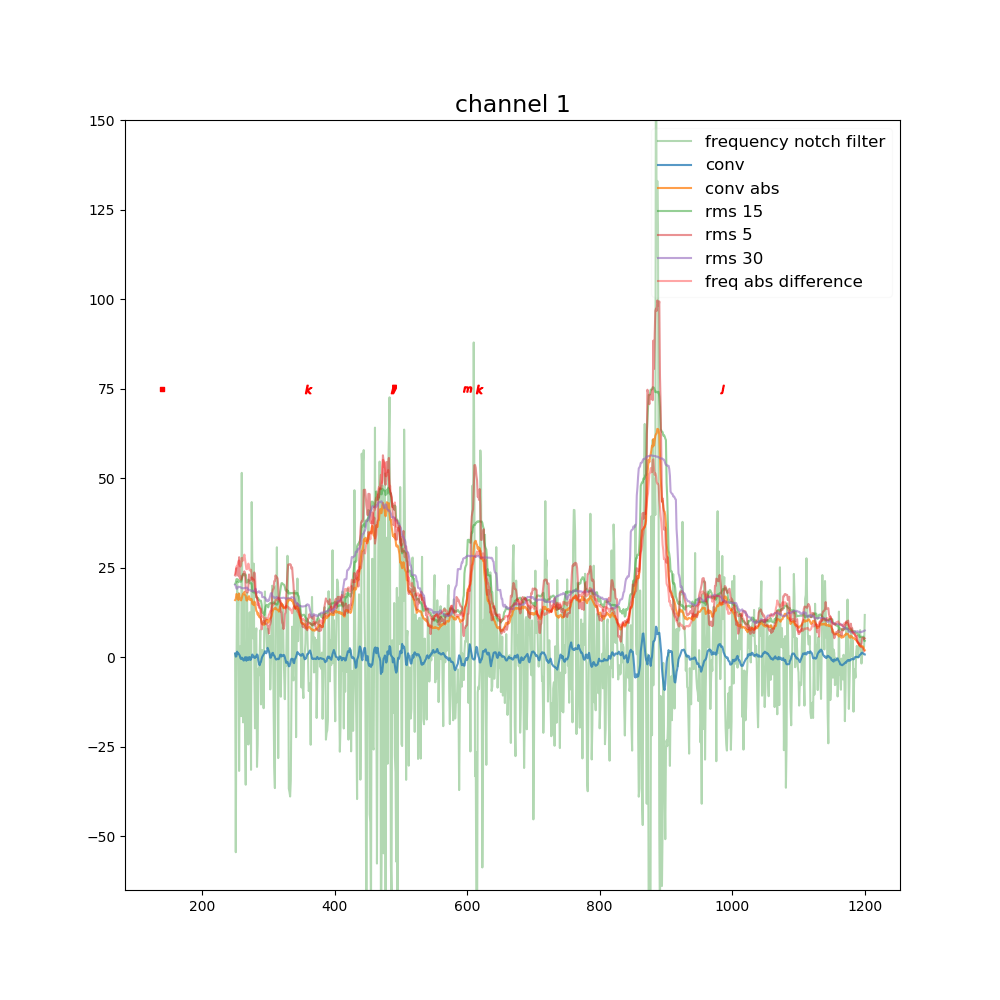 channel 1
150
frequency notch filter
conv
125
conv abs
rms 15
rms 5
rms 30
freq abs difference
100
75
k
m k
50
25
0
−25
−50
200 400 600 800 1000 1200